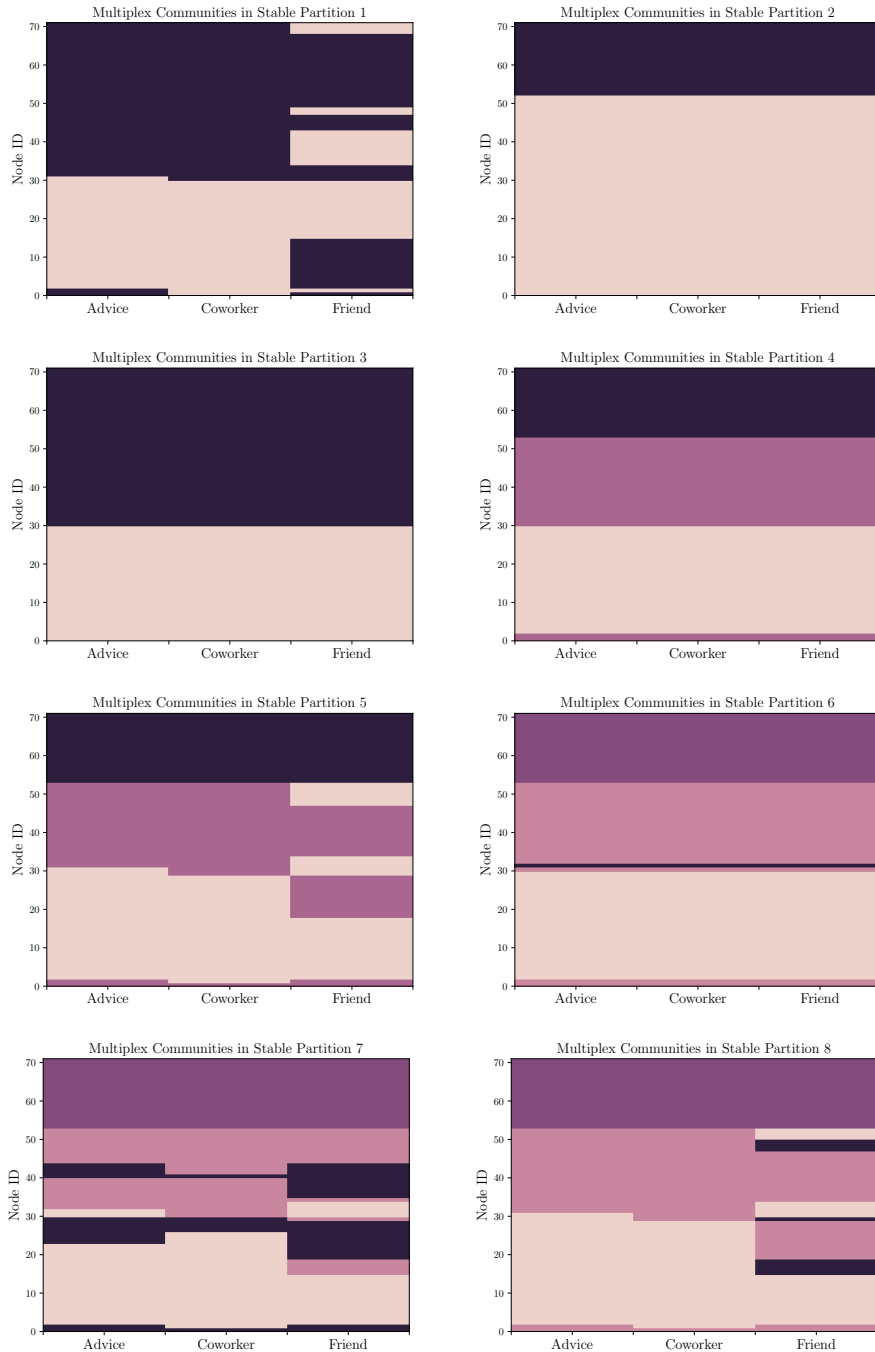 Multiplex Communities in Stable Partition 1
70
60
50
40
30
20
10
0
Node ID
Advice Coworker Friend
Multiplex Communities in Stable Partition 2
70
60
50
40
30
20
10
0
Node ID
Advice Coworker Friend
Multiplex Communities in Stable Partition 3
70
60
50
40
30
20
10
0
Node ID
Advice Coworker Friend
Multiplex Communities in Stable Partition 4
70
60
50
40
30
20
10
0
Node ID
Advice Coworker Friend
Multiplex Communities in Stable Partition 5
70
60
50
40
30
20
10
0
Node ID
Advice Coworker Friend
Multiplex Communities in Stable Partition 6
70
60
50
40
30
20
10
0
Node ID
Advice Coworker Friend
Multiplex Communities in Stable Partition 7
70
60
50
40
30
20
10
0
Node ID
Advice Coworker Friend
Multiplex Communities in Stable Partition 8
70
60
50
40
30
20
10
0
Node ID
Advice Coworker Friend